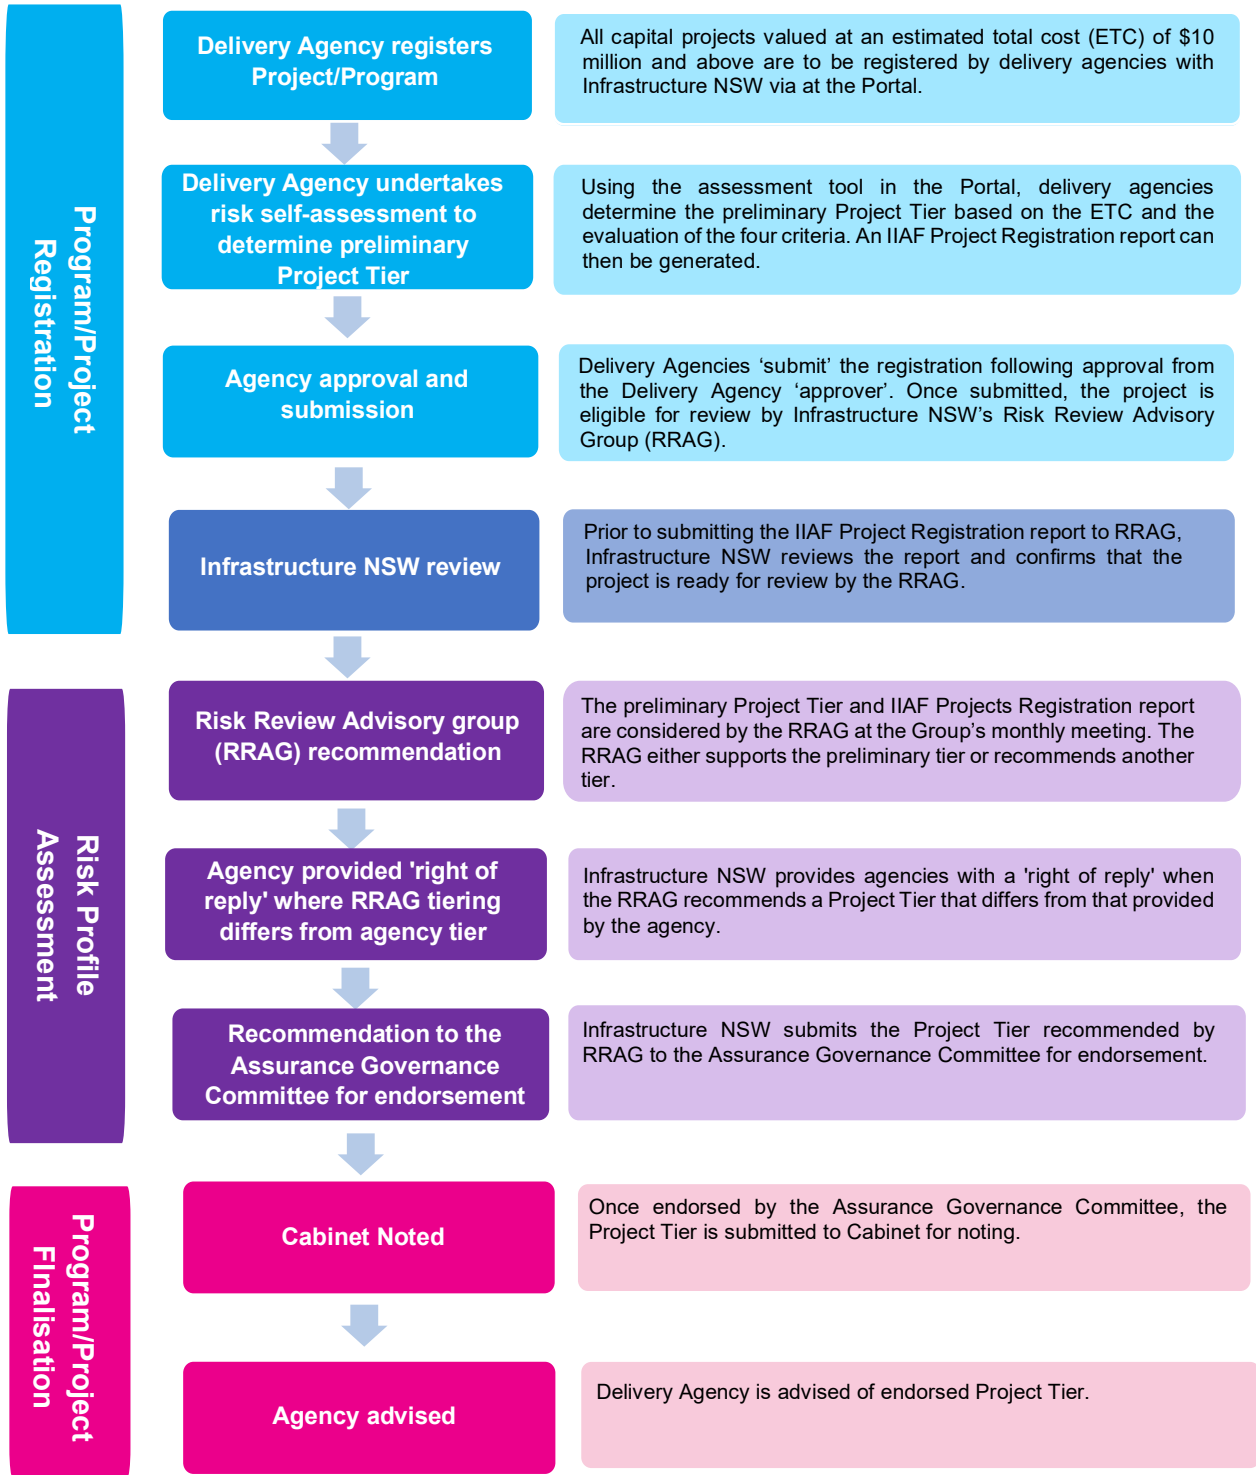 Program/Project
Registration
Delivery Agency registers
Project/Program
All capital projects valued at an estimated total cost (ETC) of $10
million and above are to be registered by delivery agencies with
Infrastructure NSW via at the Portal.
Delivery Agency undertakes
risk self-assessment to
determine preliminary
Project Tier
Using the assessment tool in the Portal, delivery agencies
determine the preliminary Project Tier based on the ETC and the
evaluation of the four criteria. An IIAF Project Registration report can
then be generated.
Agency approval and
submission
Delivery Agencies ‘submit’ the registration following approval from
the Delivery Agency ‘approver’. Once submitted, the project is
eligible for review by Infrastructure NSW’s Risk Review Advisory
Group (RRAG).
Infrastructure NSW review
Prior to submitting the IIAF Project Registration report to RRAG,
Infrastructure NSW reviews the report and confirms that the
project is ready for review by the RRAG.
Risk Profile
Assessment
Risk Review Advisory group
(RRAG) recommendation
The preliminary Project Tier and IIAF Projects Registration report
are considered by the RRAG at the Group’s monthly meeting. The
RRAG either supports the preliminary tier or recommends another
tier.
Agency provided 'right of
reply' where RRAG tiering
differs from agency tier
Infrastructure NSW provides agencies with a 'right of reply' when
the RRAG recommends a Project Tier that differs from that provided
by the agency.
Recommendation to the
Assurance Governance
Committee for endorsement
Infrastructure NSW submits the Project Tier recommended by
RRAG to the Assurance Governance Committee for endorsement.
Program/Project
FInalisation
Cabinet Noted
Once endorsed by the Assurance Governance Committee, the
Project Tier is submitted to Cabinet for noting.
Agency advised
Delivery Agency is advised of endorsed Project Tier.